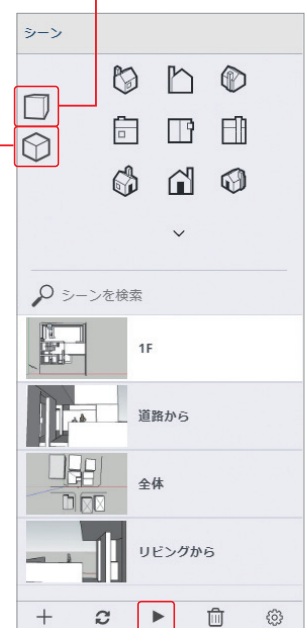 シーン
シーンを検索
1F
道路から
全体
リビングから